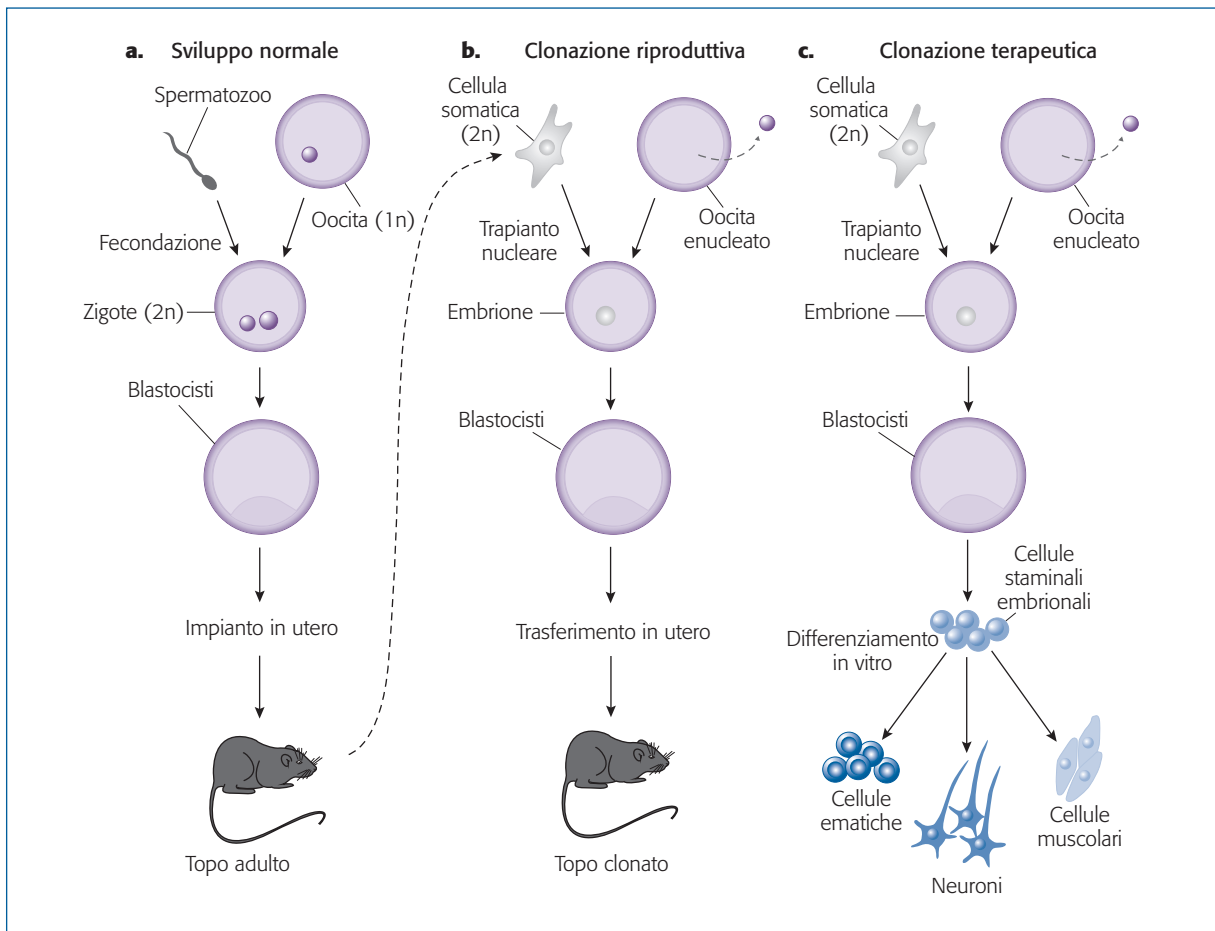 a. Sviluppo normale
Spermatozoo
Oocita (1n)
Fecondazione
Zigote (2n)
Blastocisti
Impianto in utero
Topo adulto
b. Clonazione riproduttiva
Cellula
somatica
(2n)
Oocita
enucleato
Trapianto
nucleare
Embrione
Blastocisti
Trasferimento in utero
Topo clonato
c. Clonazione terapeutica
Cellula
somatica
(2n)
Oocita
enucleato
Trapianto
nucleare
Embrione
Blastocisti
Cellule
staminali
embrionali
Differenziamento
in vitro
Cellule
ematiche
Neuroni
Cellule
muscolari